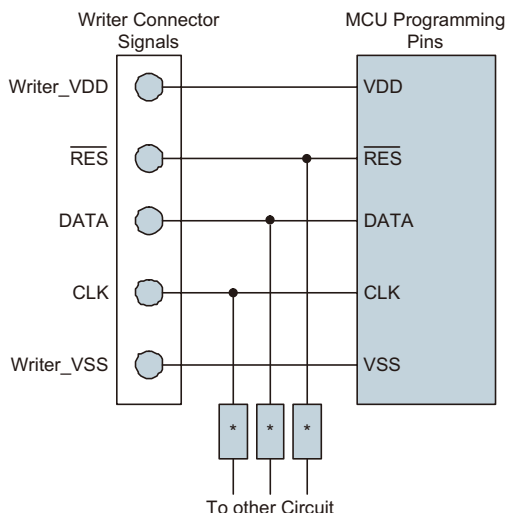 Writer Connector
Signals
MCU Programming
Pins
Writer_VDD
VDD
RES
RES
DATA
DATA
CLK
CLK
Writer_VSS
VSS
* * *
To other Circuit